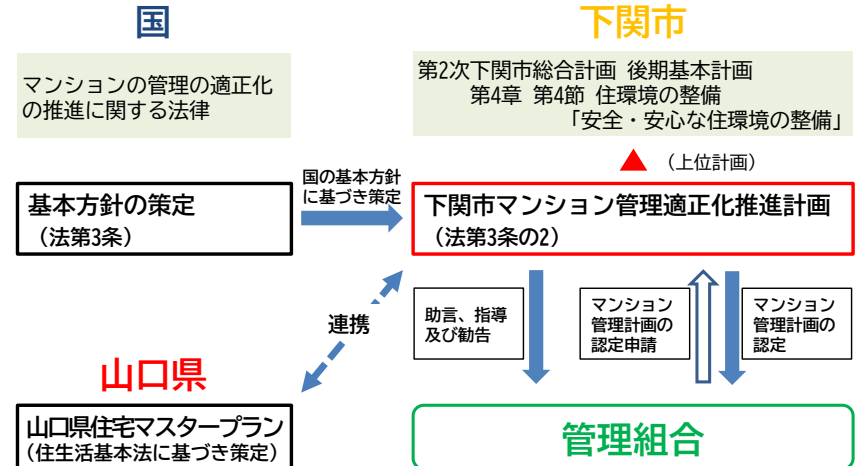 国
下関市
マンションの管理の適正化
の推進に関する法律
第2次下関市総合計画 後期基本計画
第4章 第4節 住環境の整備
「安全・安心な住環境の整備」
（上位計画）
国の基本方針
に基づき策定
基本方針の策定
（法第3条）
下関市マンション管理適正化推進計画
（法第3条の2）
連携
助言、指導
及び勧告
マンション
管理計画の
認定申請
マンション
管理計画の
認定
山口県
山口県住宅マスタープラン
（住生活基本法に基づき策定）
管理組合